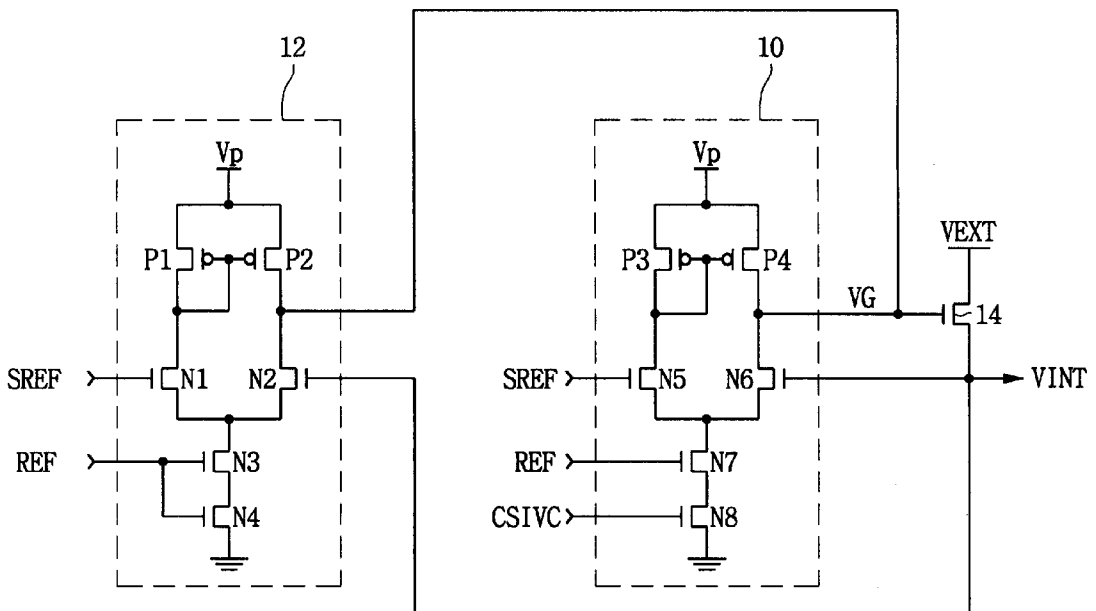 12
10
Vp
Vp
P1
P2
P3
P4
VEXT
VG
14
SREF
N1
N2
SREF
N5
N6
VINT
REF
N3
REF
N7
N4
CSIVC
N8